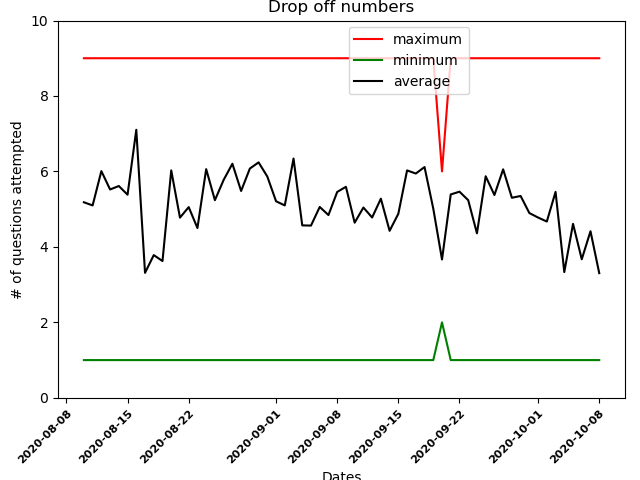 Drop off numbers
10
8
6
4
2
0
# of questions attempted
maximum
minimum
average
2020-08-08
2020-08-15
2020-08-22
2020-09-01
2020-09-08
2020-09-15
2020-09-22
2020-10-01
2020-10-08
Dates